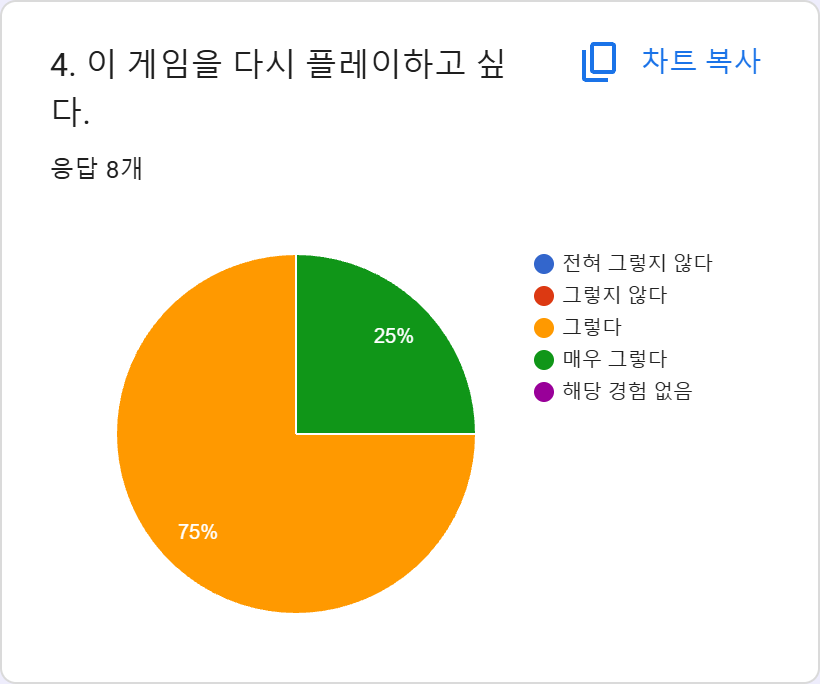 4. 이 게임을 다시 플레이하고 싶
다.
차트 복사
응답 8개
전혀 그렇지 않다
그렇지 않다
그렇다
매우 그렇다
해당 경험 없음
25%
75%